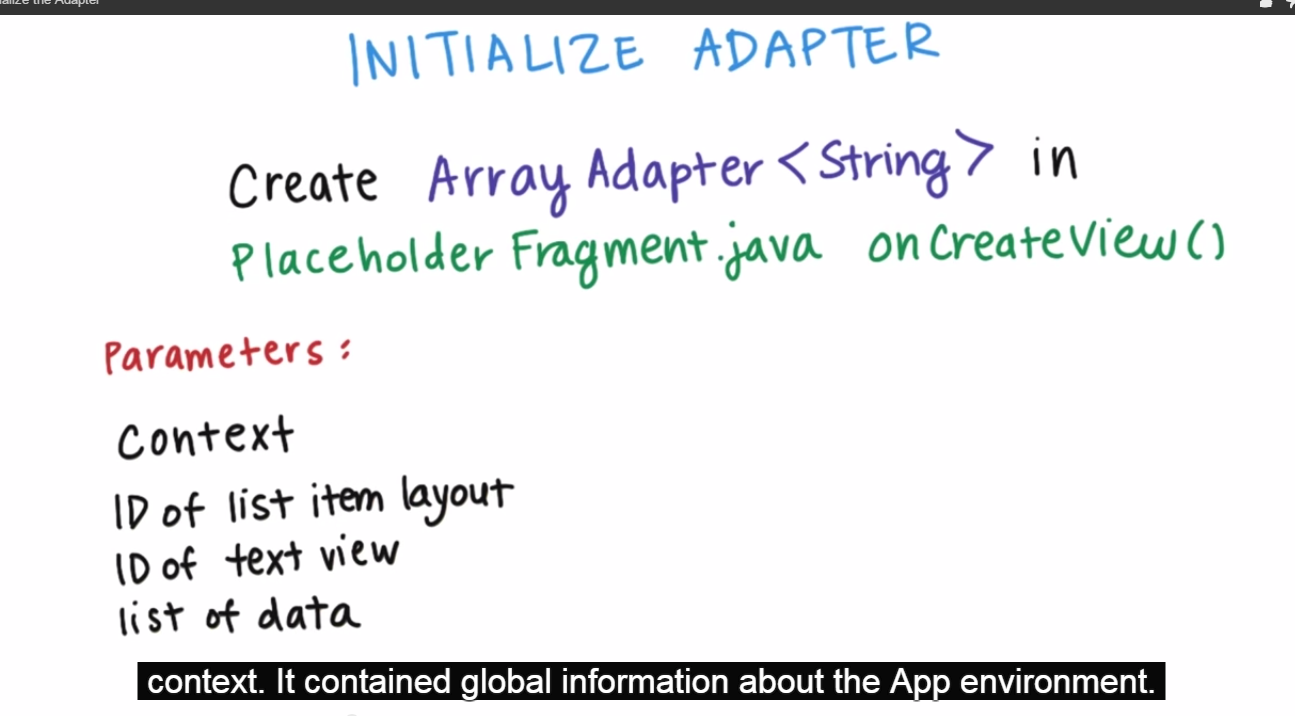 Initialize the Adapter
INITIALIZE ADAPTER
Create ArrayAdapter<String> in
PlaceholderFragment.java onCreateView()
Parameters:
Context
ID of list item layout
ID of text view
list of data
context. It contained global information about the App environment.